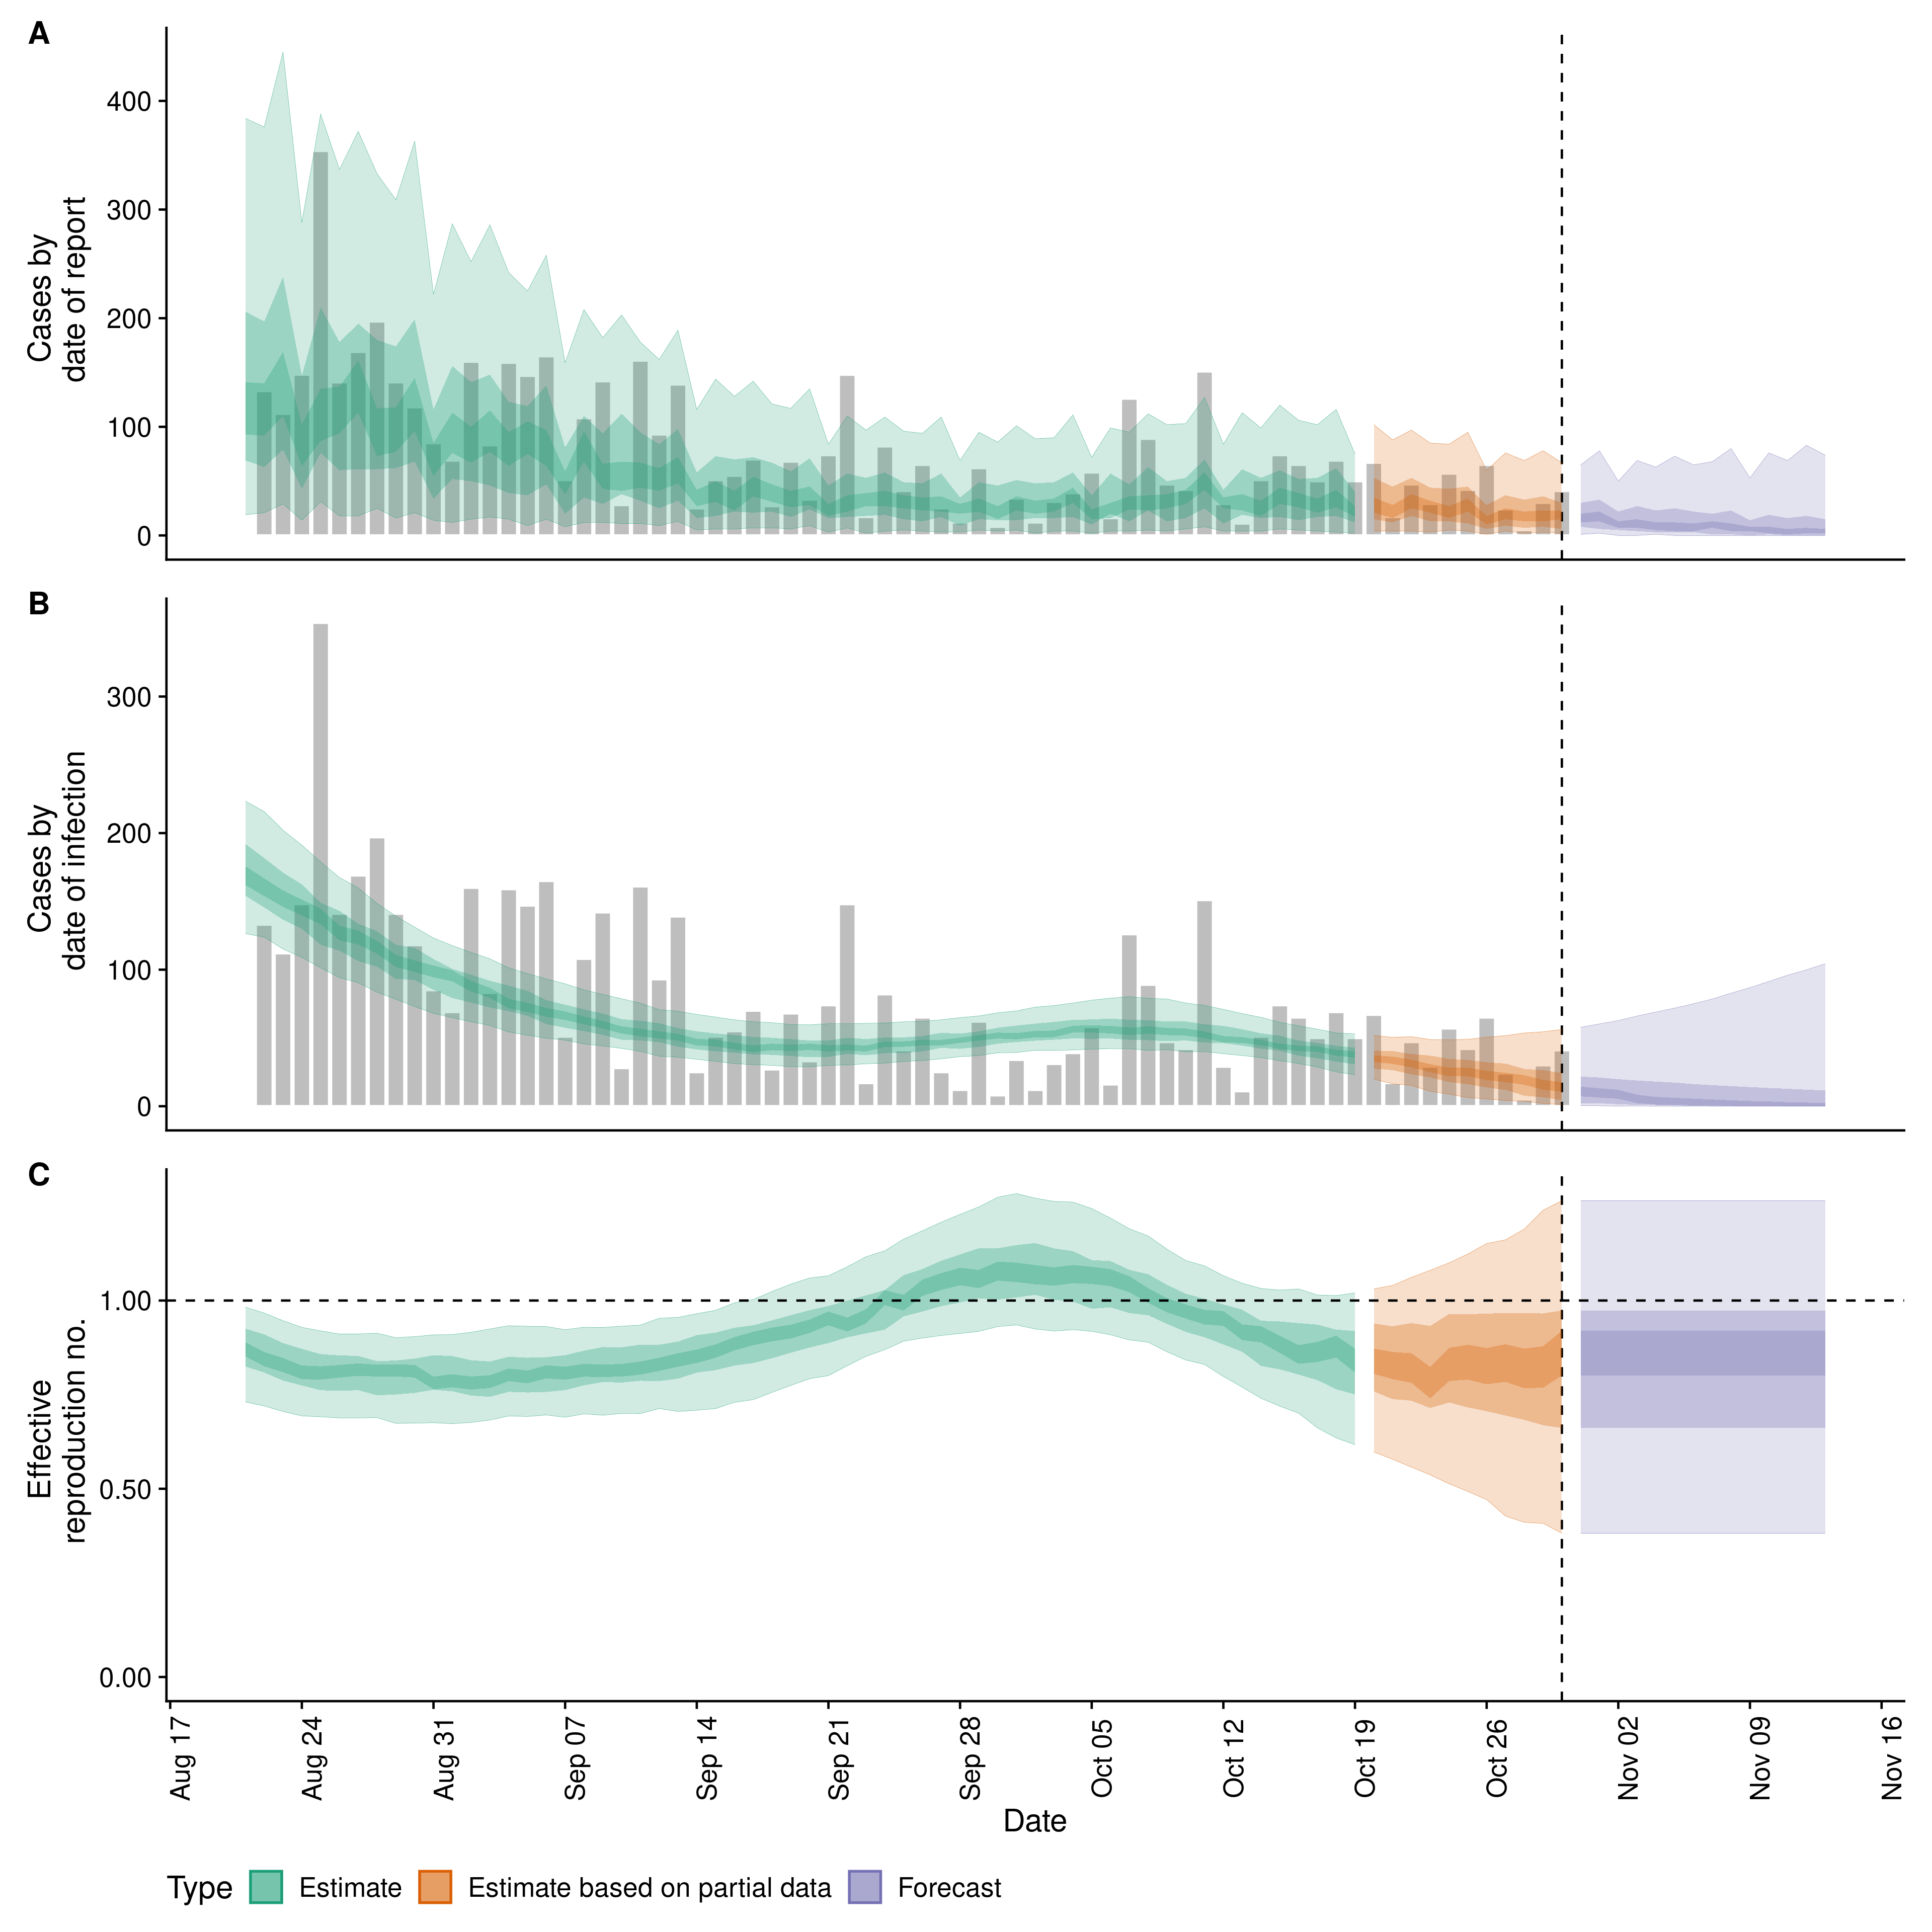 A
Cases by
date of report
400
300
200
100
0
B
Cases by
date of infection
300
200
100
0
C
Effective
reproduction no.
1.00
0.50
0.00
Aug 17
Aug 24
Aug 31
Sep 07
Sep 14
Sep 21
Sep 28
Oct 05
Oct 12
Oct 19
Oct 26
Nov 02
Nov 09
Nov 16
Date
Type Estimate Estimate based on partial data Forecast